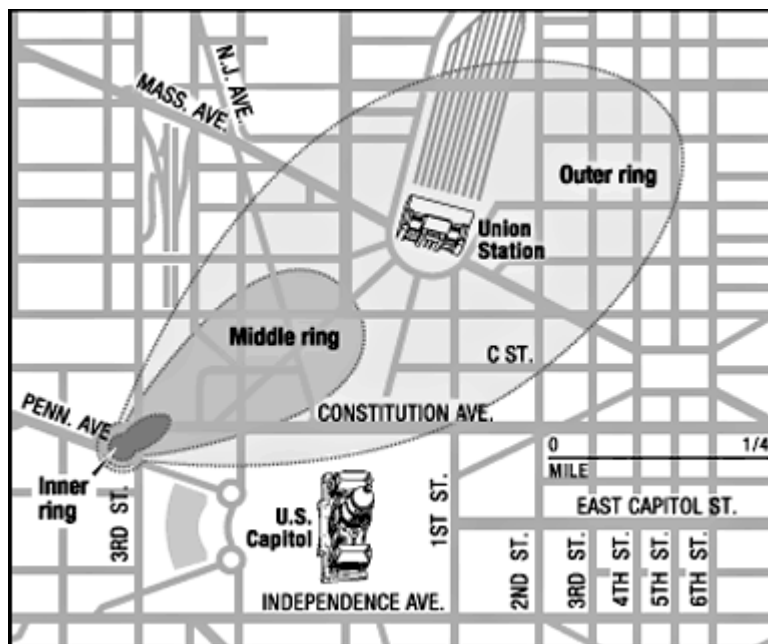 N.J. AVE.
MASS. AVE.
Outer ring
Union
Station
Middle ring
C ST.
PENN. AVE
CONSTITUTION AVE.
0 1/4
MILE
Inner
ring
3RD ST.
U.S.
Capitol
1ST ST.
EAST CAPITOL ST.
2ND ST.
3RD ST.
4TH ST.
5TH ST.
6TH ST.
INDEPENDENCE AVE.